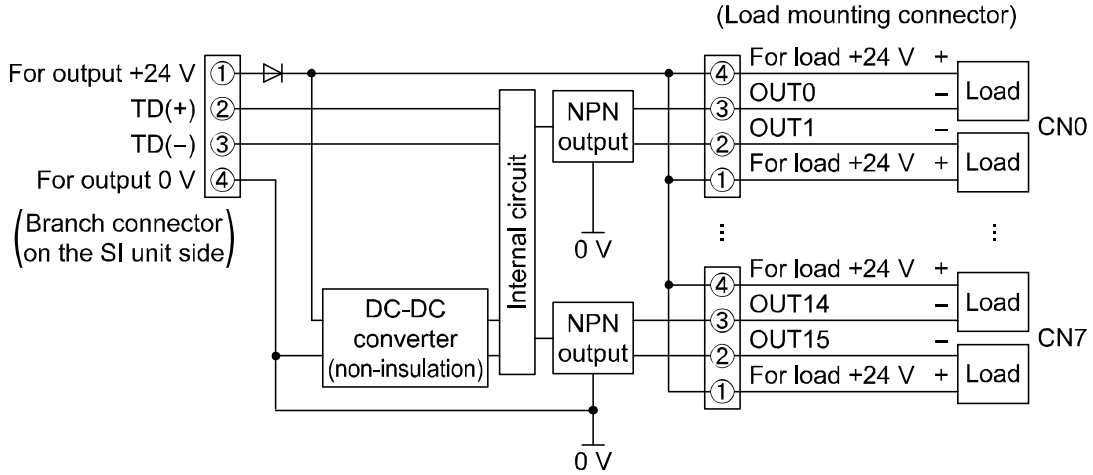 (Load mounting connector)
For output +24 V ①
TD(+) ②
TD(−) ③
For output 0 V ④
(Branch connector
on the SI unit side)
DC-DC
converter
(non-insulation)
Internal circuit
NPN
output
0 V
NPN
output
0 V
④ For load +24 V +
③ OUT0 −
② OUT1 −
① For load +24 V +
Load
Load
CN0
⋮ ⋮
④ For load +24 V +
③ OUT14 −
② OUT15 −
① For load +24 V +
Load
Load
CN7